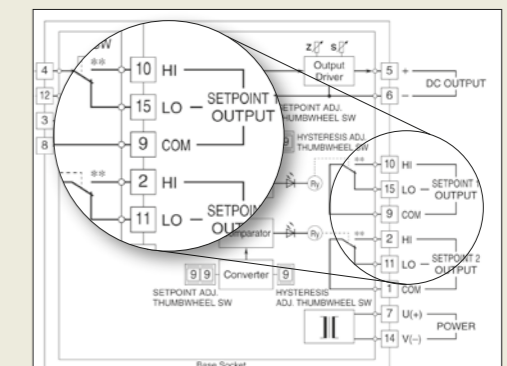 Z S
Output
Driver
5 +
6 −
DC OUTPUT
4
12
3
8
SW
**
10 HI
15 LO
SETPOINT 1
OUTPUT
9 COM
**
2 HI
11 LO
SETPOINT ADJ.
THUMBWHEEL SW
9 HYSTERESIS ADJ.
THUMBWHEEL SW
**
10 HI
15 LO
SETPOINT 1
OUTPUT
9 COM
Ry
Ry
**
2 HI
11 LO
SETPOINT 2
OUTPUT
1 COM
9 9
Converter
9
SETPOINT ADJ.
THUMBWHEEL SW
HYSTERESIS
ADJ. THUMBWHEEL SW
7 U(+)
14 V(−)
POWER
Base Socket